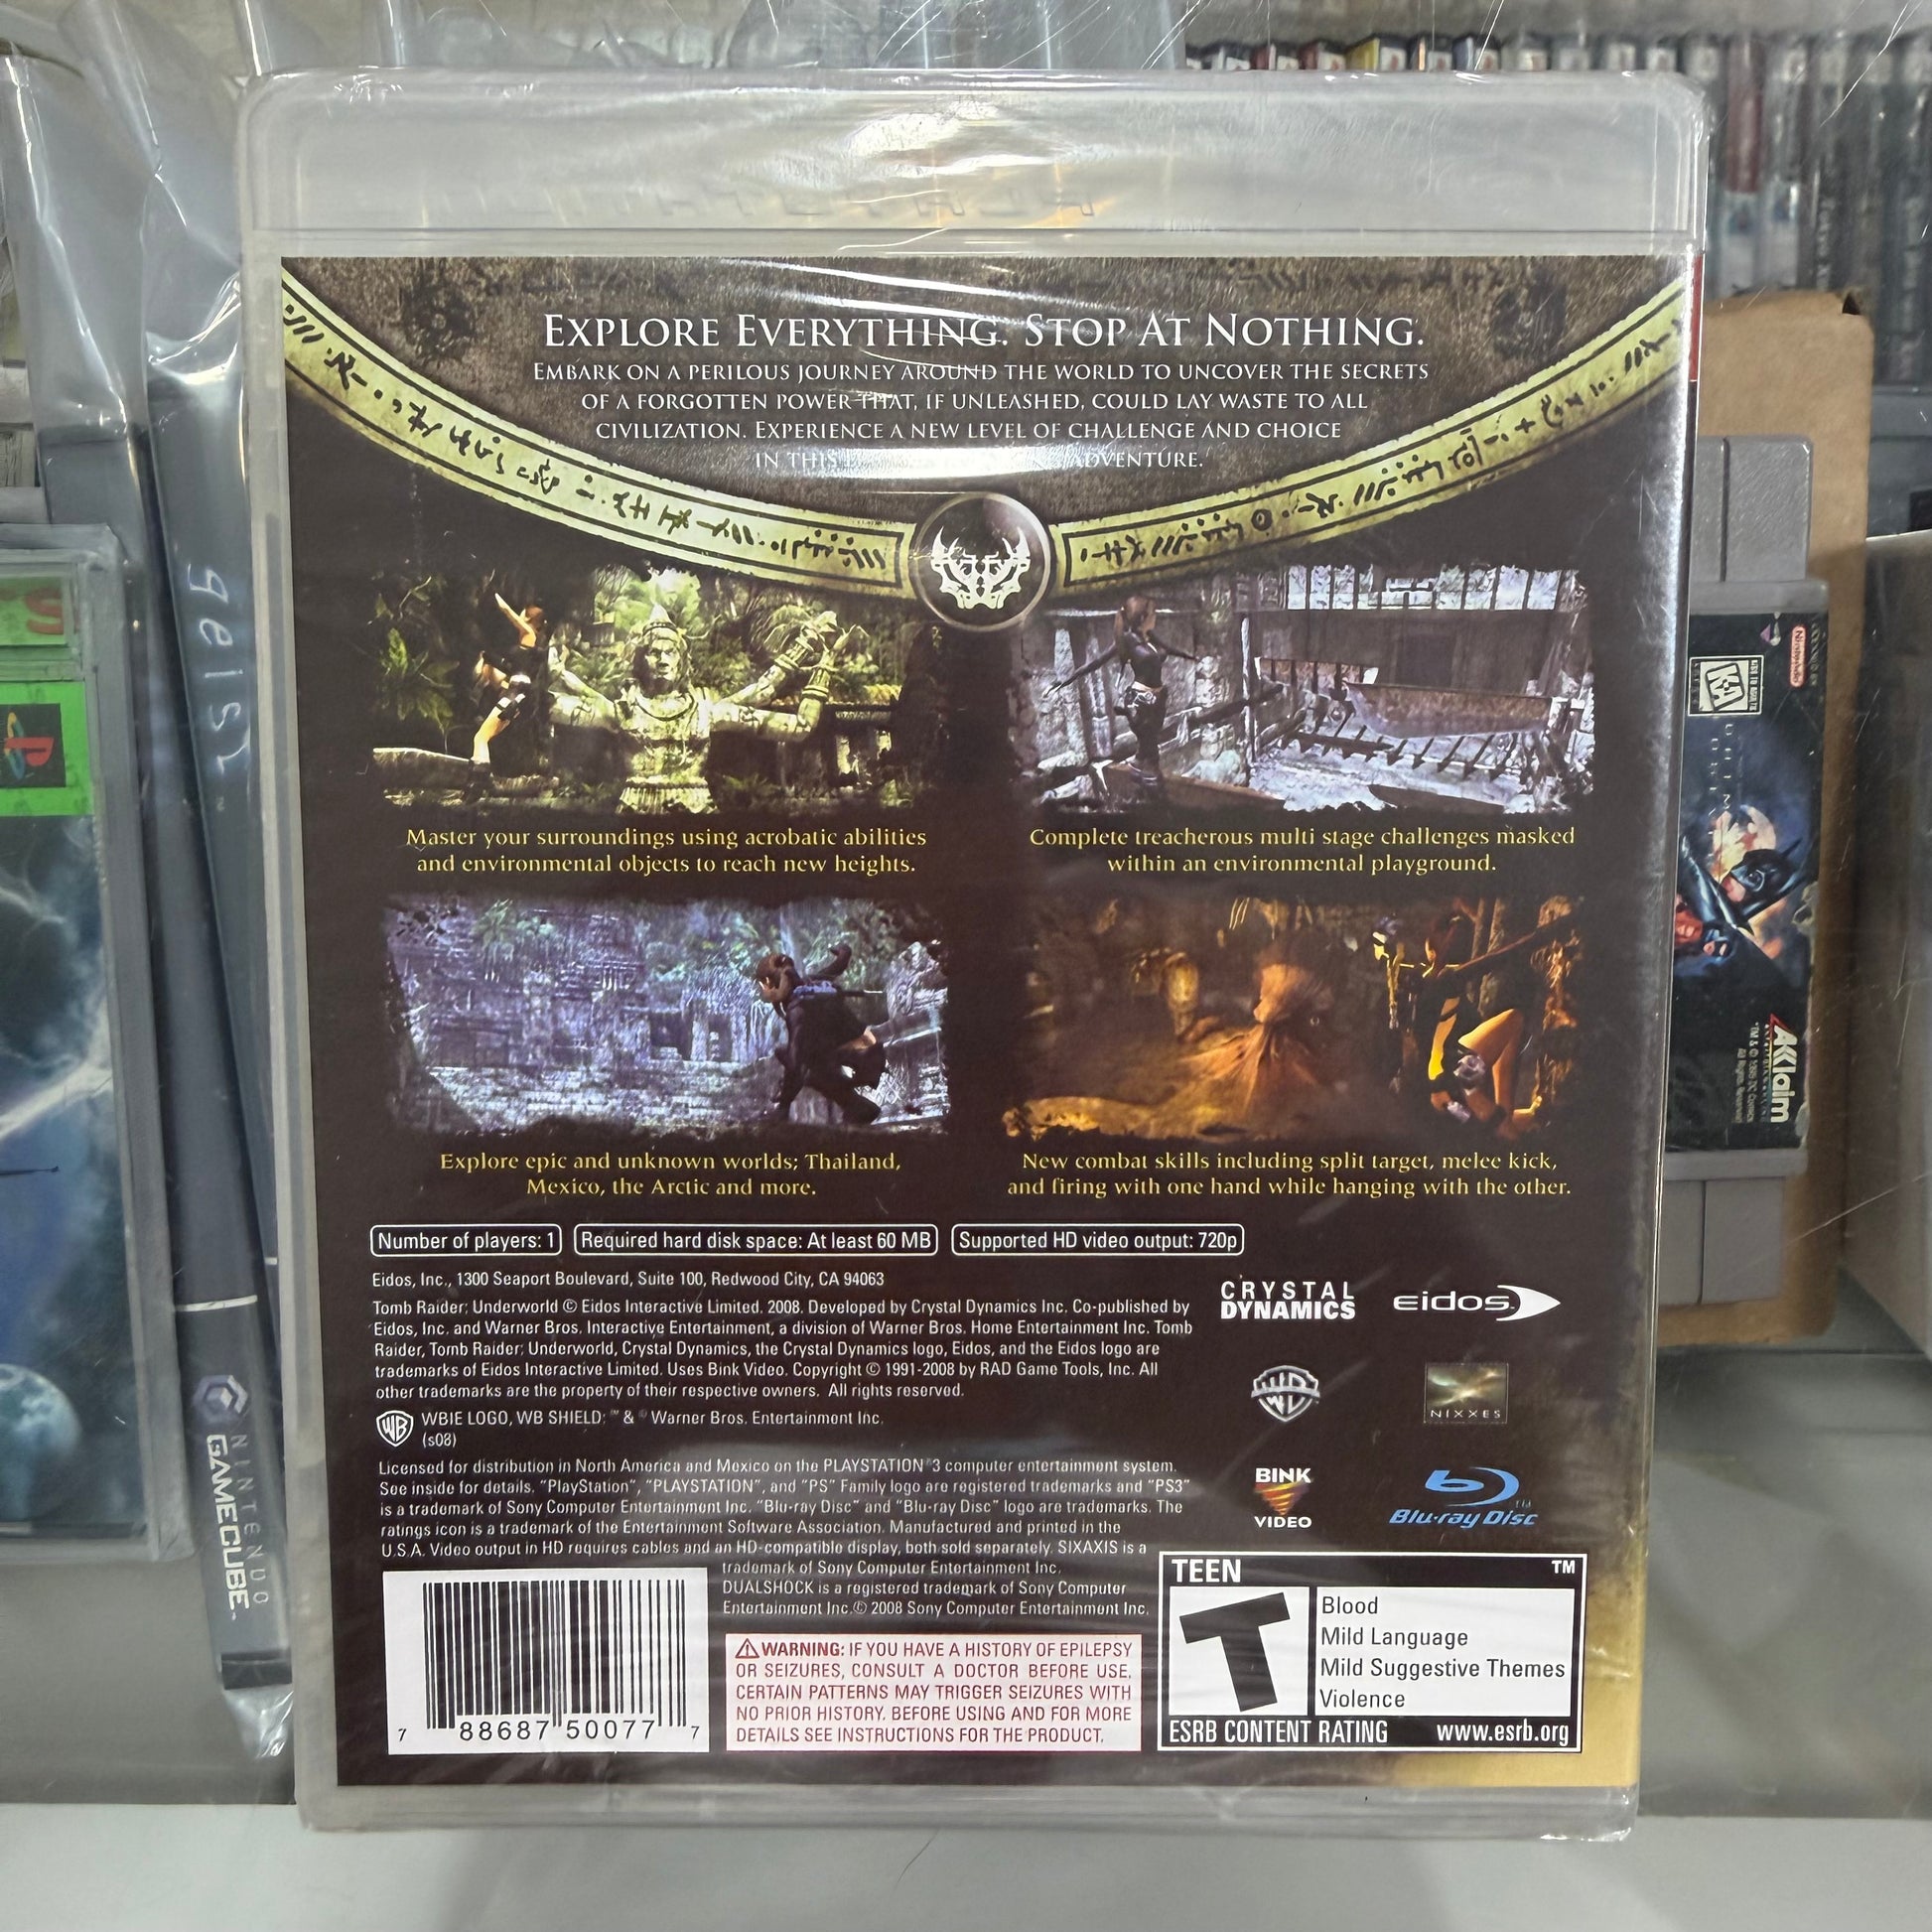 EXPLORE EVERYTHING. STOP AT NOTHING.
EMBARK ON A PERILOUS JOURNEY AROUND THE WORLD TO UNCOVER THE SECRETS
OF A FORGOTTEN POWER THAT, IF UNLEASHED, COULD LAY WASTE TO ALL
CIVILIZATION. EXPERIENCE A NEW LEVEL OF CHALLENGE AND CHOICE
IN THIS ADVENTURE.
Master your surroundings using acrobatic abilities
and environmental objects to reach new heights.
Complete treacherous multi stage challenges masked
within an environmental playground.
Explore epic and unknown worlds; Thailand,
Mexico, the Arctic and more.
New combat skills including split target, melee kick,
and firing with one hand while hanging with the other.
Number of players: 1
Required hard disk space: At least 60 MB
Supported HD video output: 720p
Eidos, Inc., 1300 Seaport Boulevard, Suite 100, Redwood City, CA 94063
Tomb Raider: Underworld © Eidos Interactive Limited. 2008. Developed by Crystal Dynamics Inc. Co-published by
Eidos, Inc. and Warner Bros. Interactive Entertainment, a division of Warner Bros. Home Entertainment Inc. Tomb
Raider, Tomb Raider: Underworld, Crystal Dynamics, the Crystal Dynamics logo, Eidos, and the Eidos logo are
trademarks of Eidos Interactive Limited. Uses Bink Video. Copyright © 1991-2008 by RAD Game Tools, Inc. All
other trademarks are the property of their respective owners. All rights reserved.
WB
WBIE LOGO, WB SHIELD: ™ & © Warner Bros. Entertainment Inc.
(s08)
CRYSTAL
DYNAMICS
eidos
WB
NIXXES
BINK
VIDEO
Blu-ray Disc
Licensed for distribution in North America and Mexico on the PLAYSTATION®3 computer entertainment system.
See inside for details. "PlayStation", "PLAYSTATION", and "PS" Family logo are registered trademarks and "PS3"
is a trademark of Sony Computer Entertainment Inc. "Blu-ray Disc" and "Blu-ray Disc" logo are trademarks. The
ratings icon is a trademark of the Entertainment Software Association. Manufactured and printed in the
U.S.A. Video output in HD requires cables and an HD-compatible display, both sold separately. SIXAXIS is a
trademark of Sony Computer Entertainment Inc.
DUALSHOCK is a registered trademark of Sony Computer
Entertainment Inc. © 2008 Sony Computer Entertainment Inc.
7 88687 50077 7
WARNING: IF YOU HAVE A HISTORY OF EPILEPSY
OR SEIZURES, CONSULT A DOCTOR BEFORE USE.
CERTAIN PATTERNS MAY TRIGGER SEIZURES WITH
NO PRIOR HISTORY. BEFORE USING AND FOR MORE
DETAILS SEE INSTRUCTIONS FOR THE PRODUCT.
TEEN ™
T
Blood
Mild Language
Mild Suggestive Themes
Violence
ESRB CONTENT RATING www.esrb.org
geist
NINTENDO
GAMECUBE™
Nintendo
K-A
AKklaim